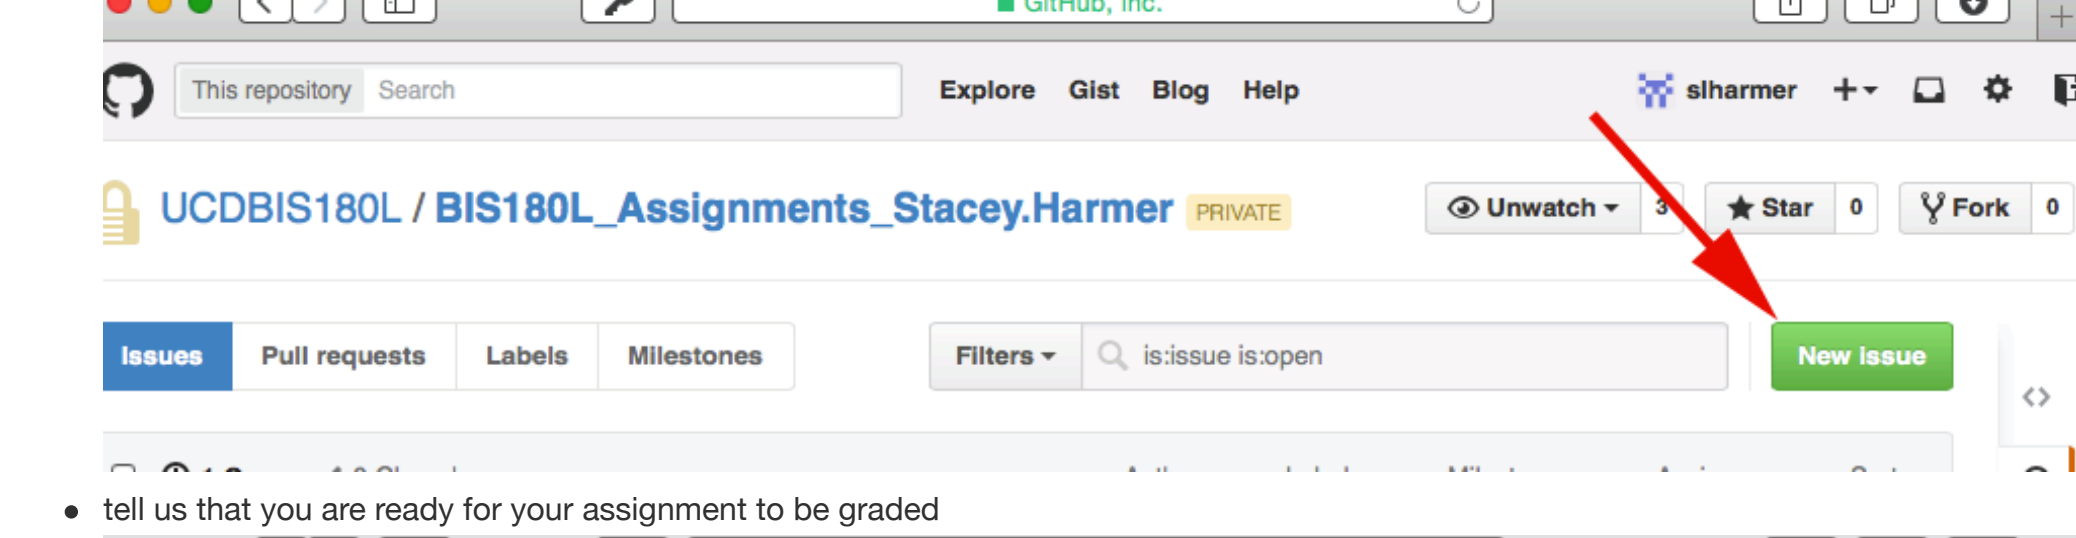 GitHub, Inc.
This repository Search Explore Gist Blog Help slharmer
UCDBIS180L / BIS180L_Assignments_Stacey.Harmer PRIVATE Unwatch 3 Star 0 Fork 0
Issues Pull requests Labels Milestones Filters is:issue is:open New Issue
• tell us that you are ready for your assignment to be graded